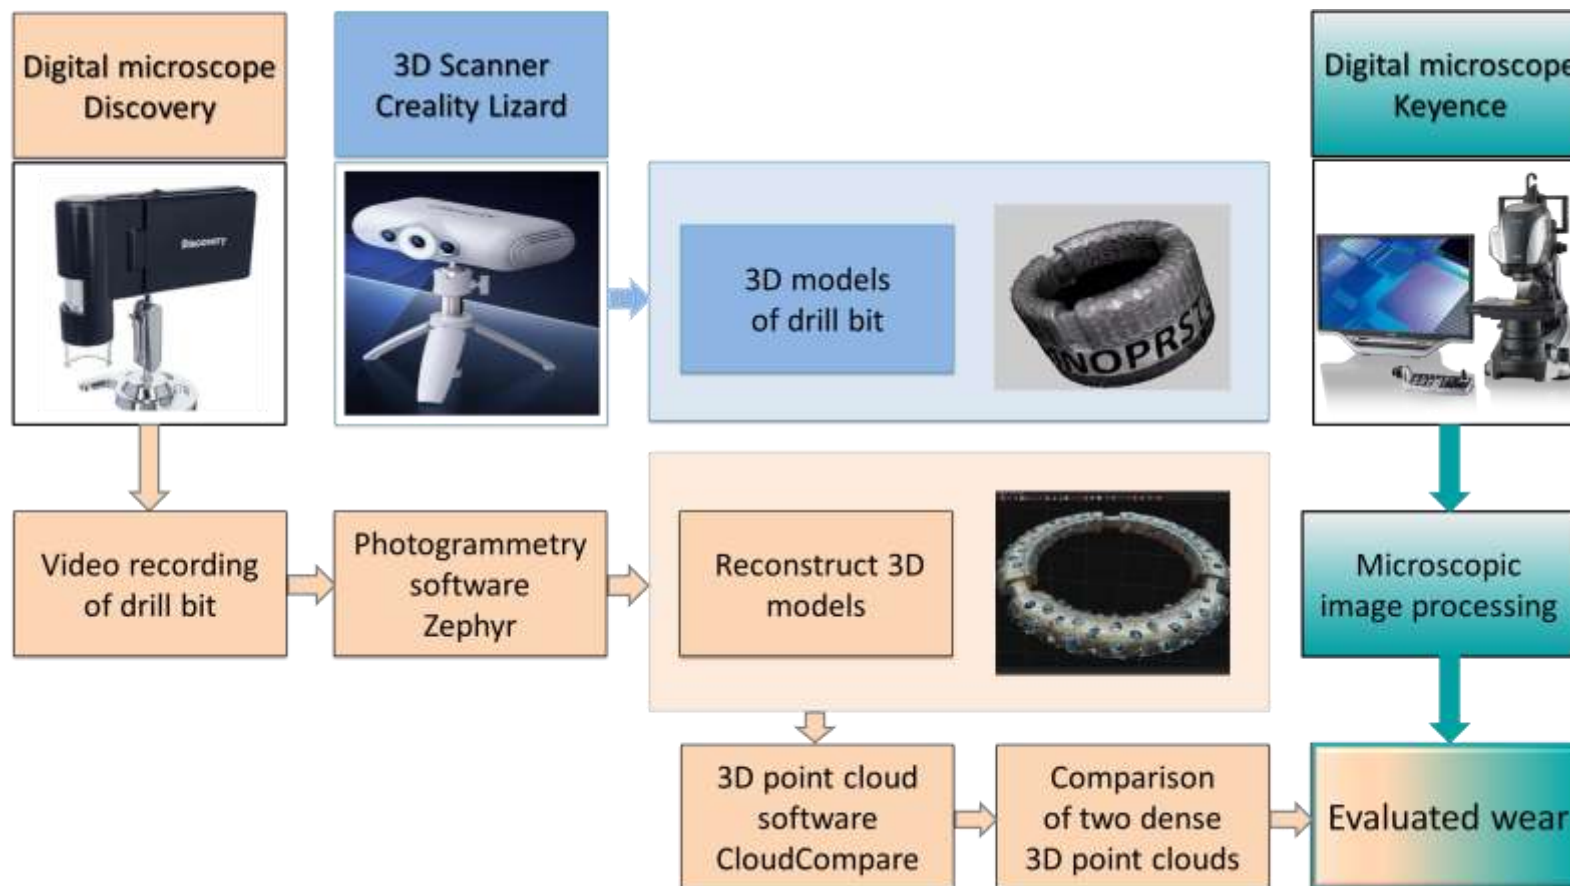 Digital microscope
Discovery
3D Scanner
Creality Lizard
Digital microscope
Keyence
Discovery
3D models
of drill bit
NOPRST
Video recording
of drill bit
Photogrammetry
software
Zephyr
Reconstruct 3D
models
Microscopic
image processing
3D point cloud
software
CloudCompare
Comparison
of two dense
3D point clouds
Evaluated wear